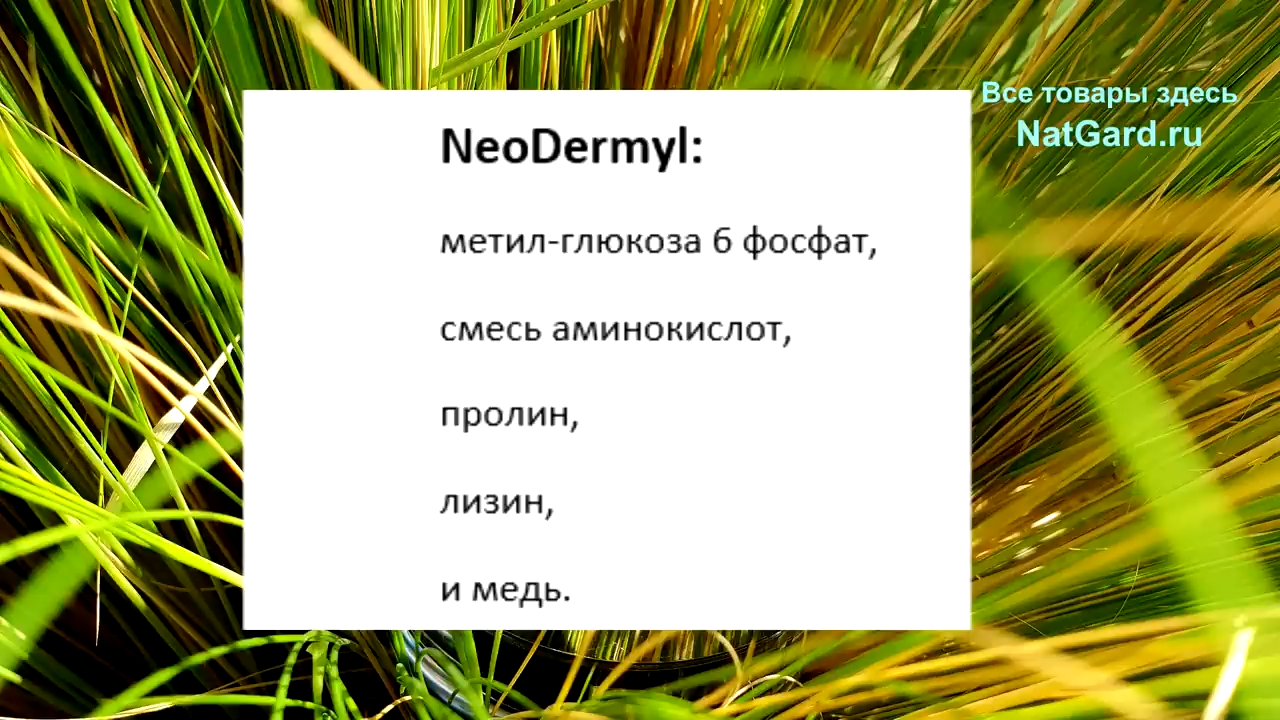 Все товары здесь
NatGard.ru
NeoDermyl:
метил-глюкоза 6 фосфат,
смесь аминокислот,
пролин,
лизин,
и медь.